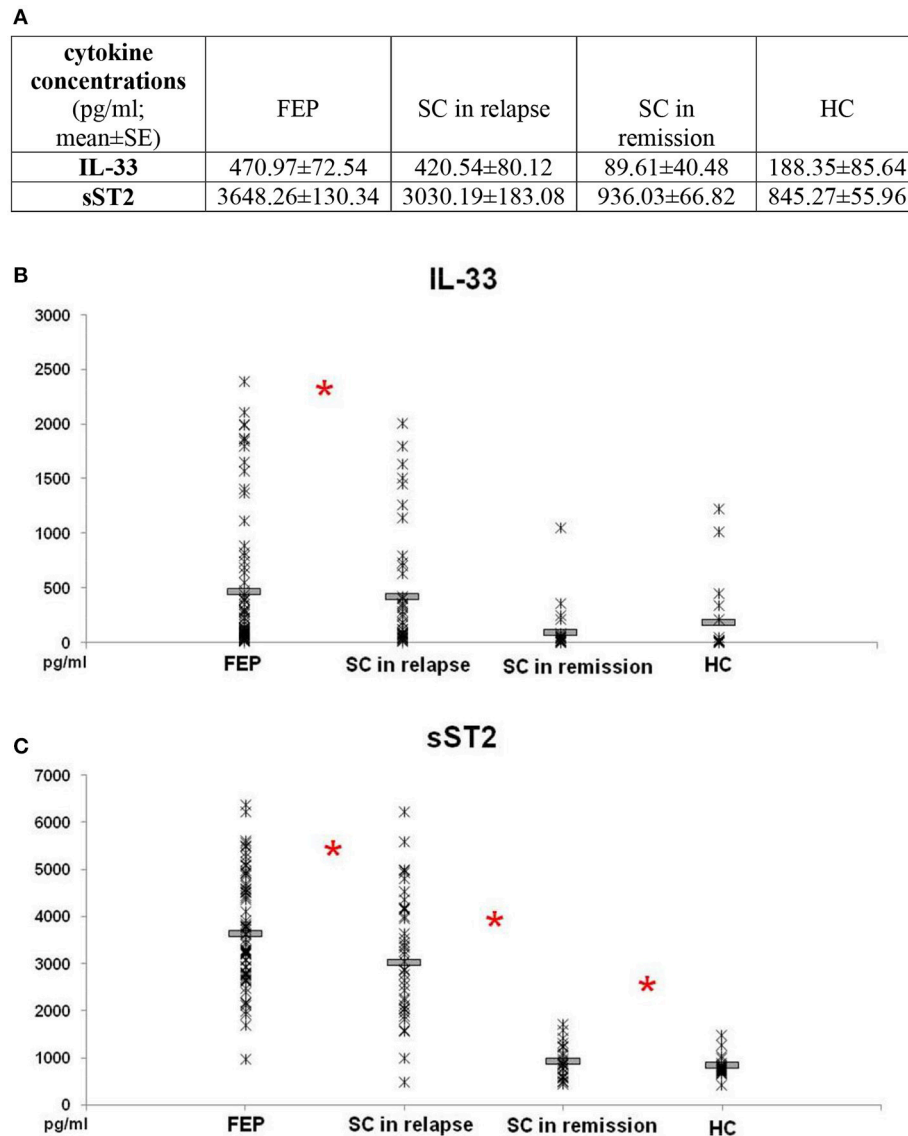 A
cytokine concentrations (pg/ml; mean±SE) FEP SC in relapse SC in remission HC
IL-33 470.97±72.54 420.54±80.12 89.61±40.48 188.35±85.64
sST2 3648.26±130.34 3030.19±183.08 936.03±66.82 845.27±55.96
B
IL-33
3000
2500
*
2000
1500
1000
500
0
pg/ml FEP SC in relapse SC in remission HC
C
sST2
7000
6000
*
5000
4000
*
3000
*
2000
1000
0
pg/ml FEP SC in relapse SC in remission HC